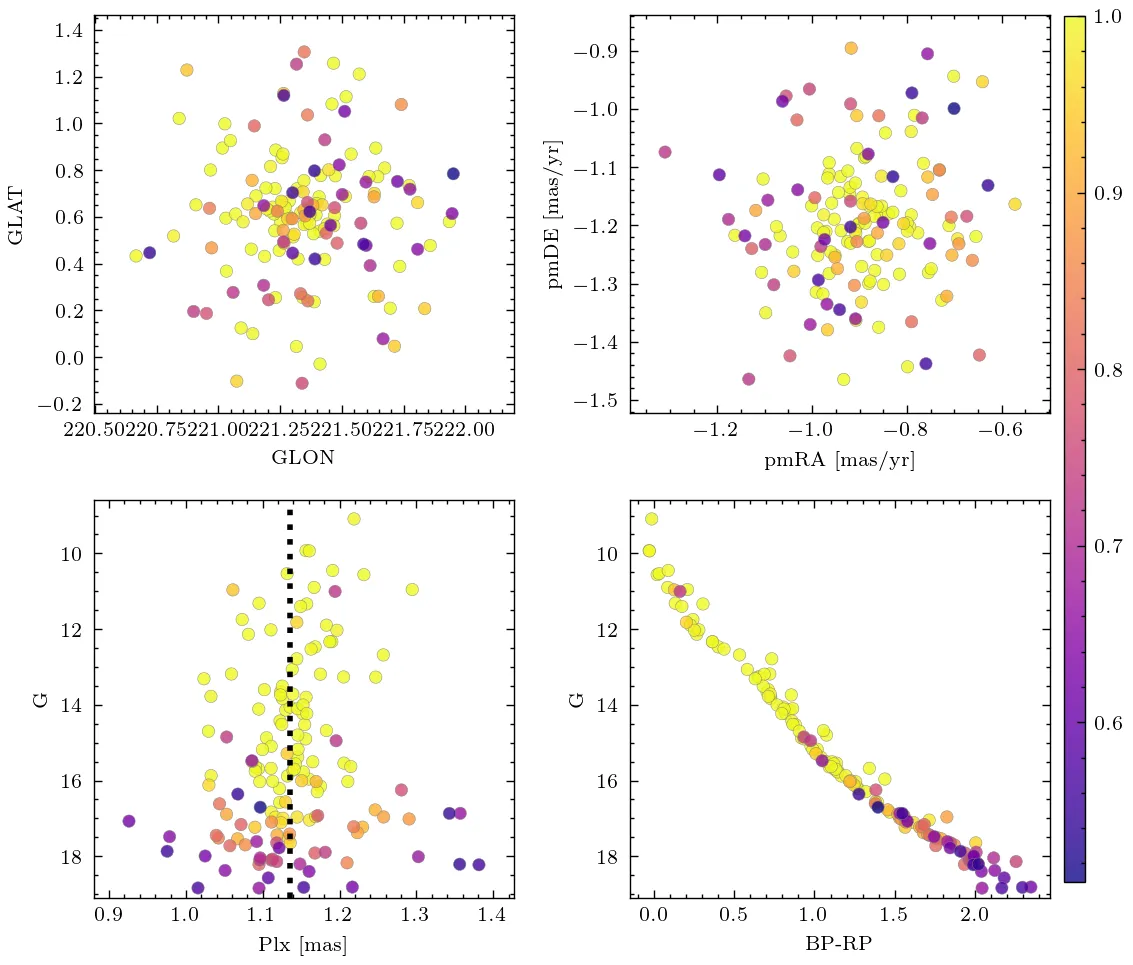 1.4
1.2
1.0
0.8
0.6
0.4
0.2
0.0
−0.2
GLAT
220.50 220.75 221.00 221.25 221.50 221.75 222.00
GLON
−0.9
−1.0
−1.1
−1.2
−1.3
−1.4
−1.5
pmDE [mas/yr]
−1.2 −1.0 −0.8 −0.6
pmRA [mas/yr]
1.0
0.9
0.8
0.7
0.6
10
12
14
16
18
G
0.9 1.0 1.1 1.2 1.3 1.4
Plx [mas]
10
12
14
16
18
G
0.0 0.5 1.0 1.5 2.0
BP-RP